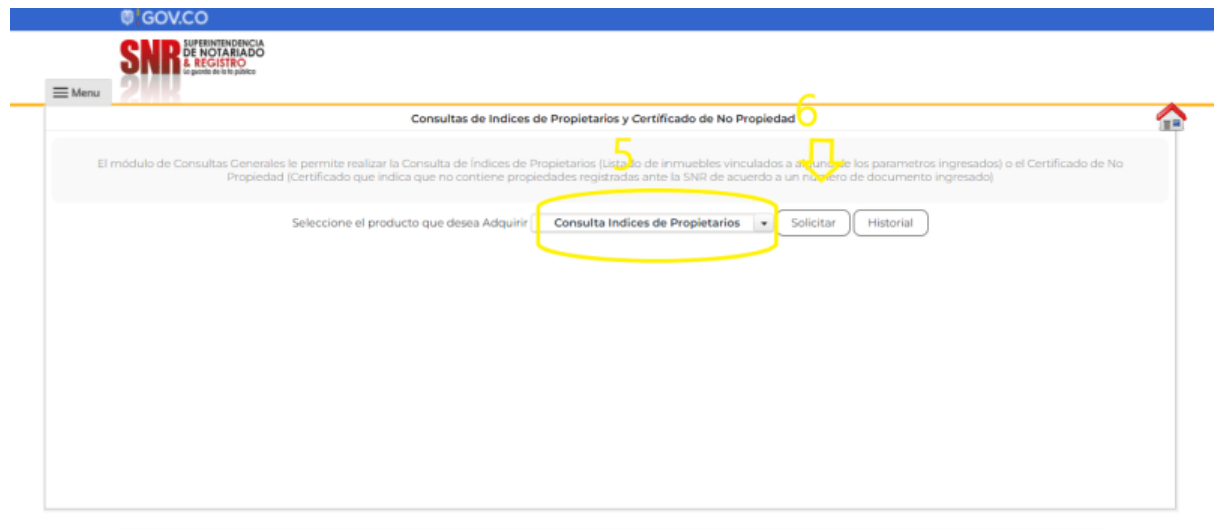 GOV.CO
SNR SUPERINTENDENCIA
DE NOTARIADO
& REGISTRO
La guarda de la fe pública
Menu
6
Consultas de Indices de Propietarios y Certificado de No Propiedad
5
El módulo de Consultas Generales le permite realizar la Consulta de Índices de Propietarios (Listado de inmuebles vinculados a alguno de los parametros ingresados) o el Certificado de No
Propiedad (Certificado que indica que no contiene propiedades registradas ante la SNR de acuerdo a un número de documento ingresado)
Seleccione el producto que desea Adquirir Consulta Indices de Propietarios Solicitar Historial